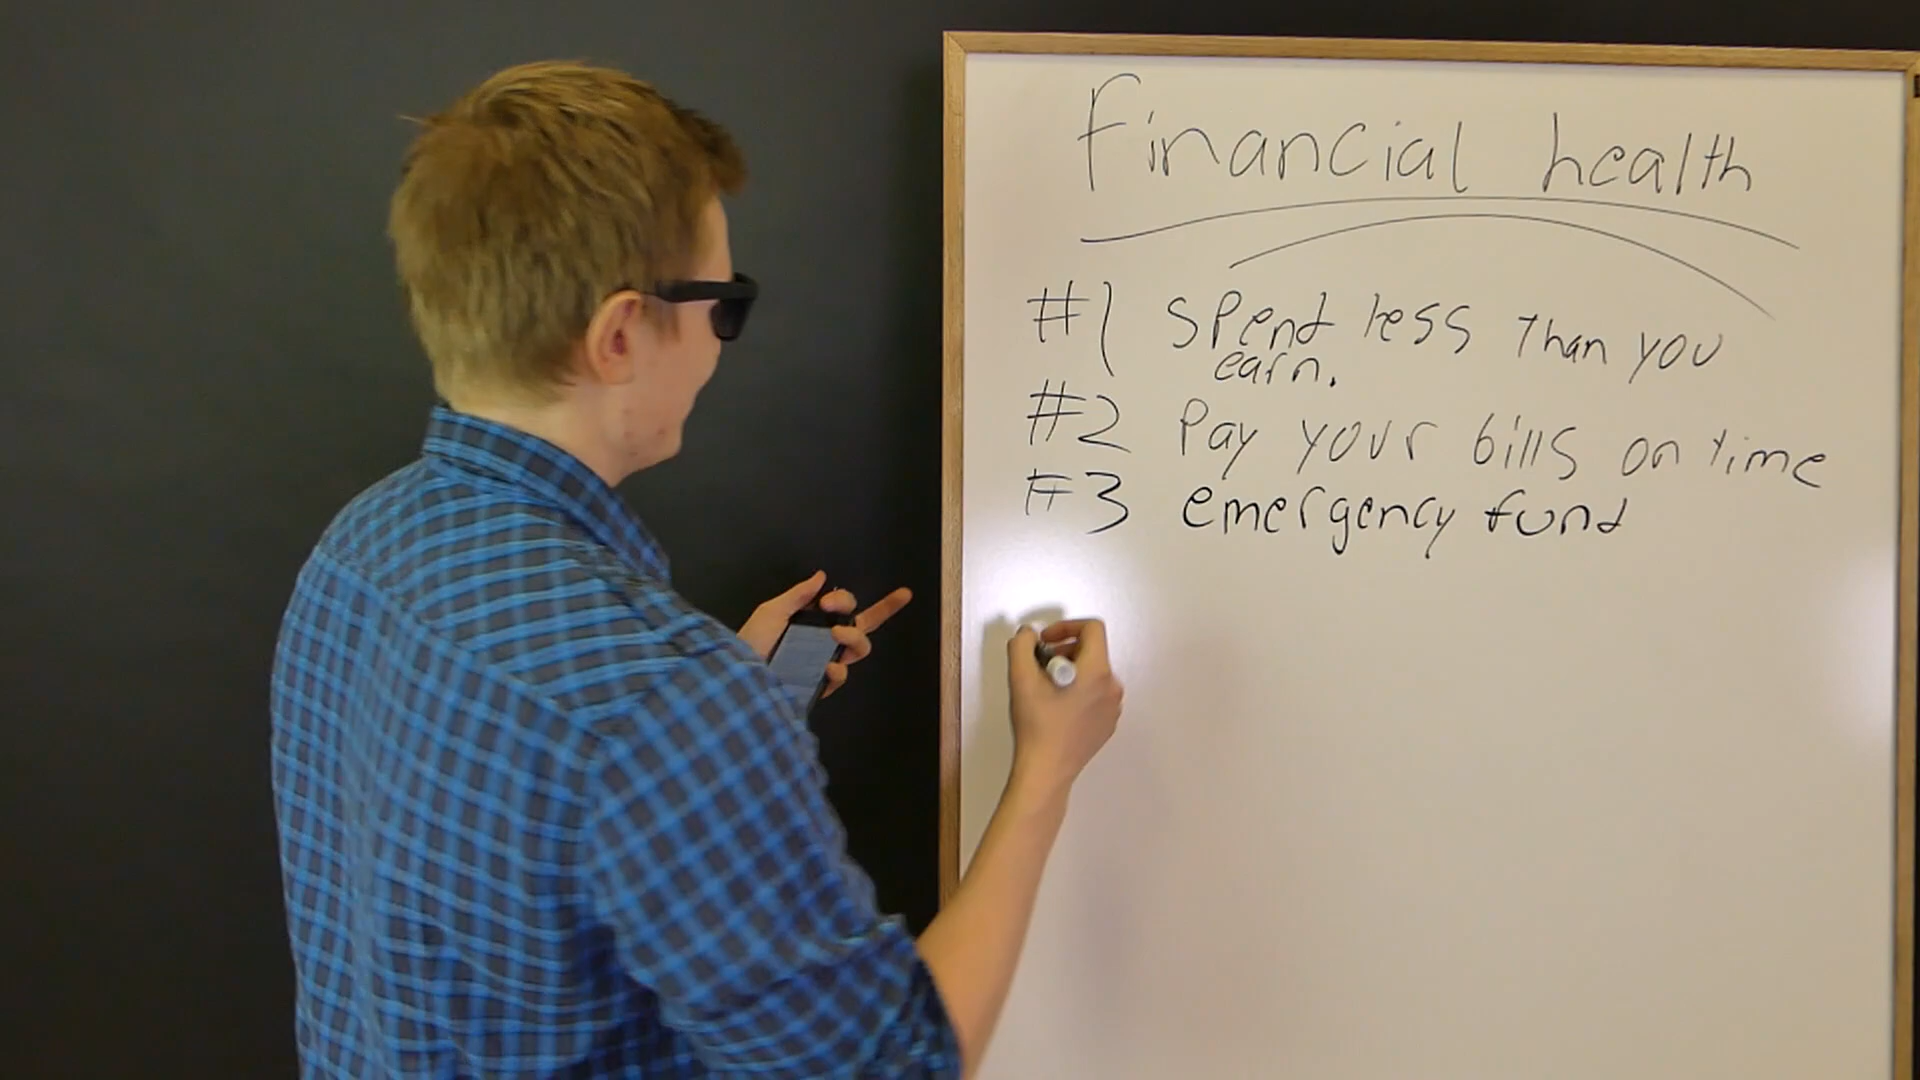 Financial health
#1 Spend less than you
earn.
#2 Pay your bills on time
#3 emergency fund